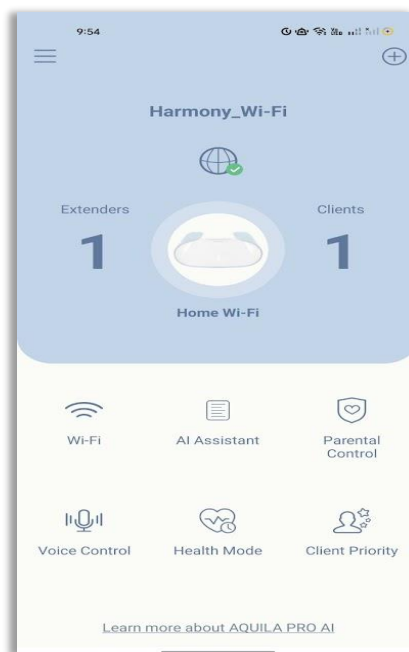 9:54
Harmony_Wi-Fi
Extenders
Clients
1
1
Home Wi-Fi
Wi-Fi
AI Assistant
Parental
Control
Voice Control
Health Mode
Client Priority
Learn more about AQUILA PRO AI